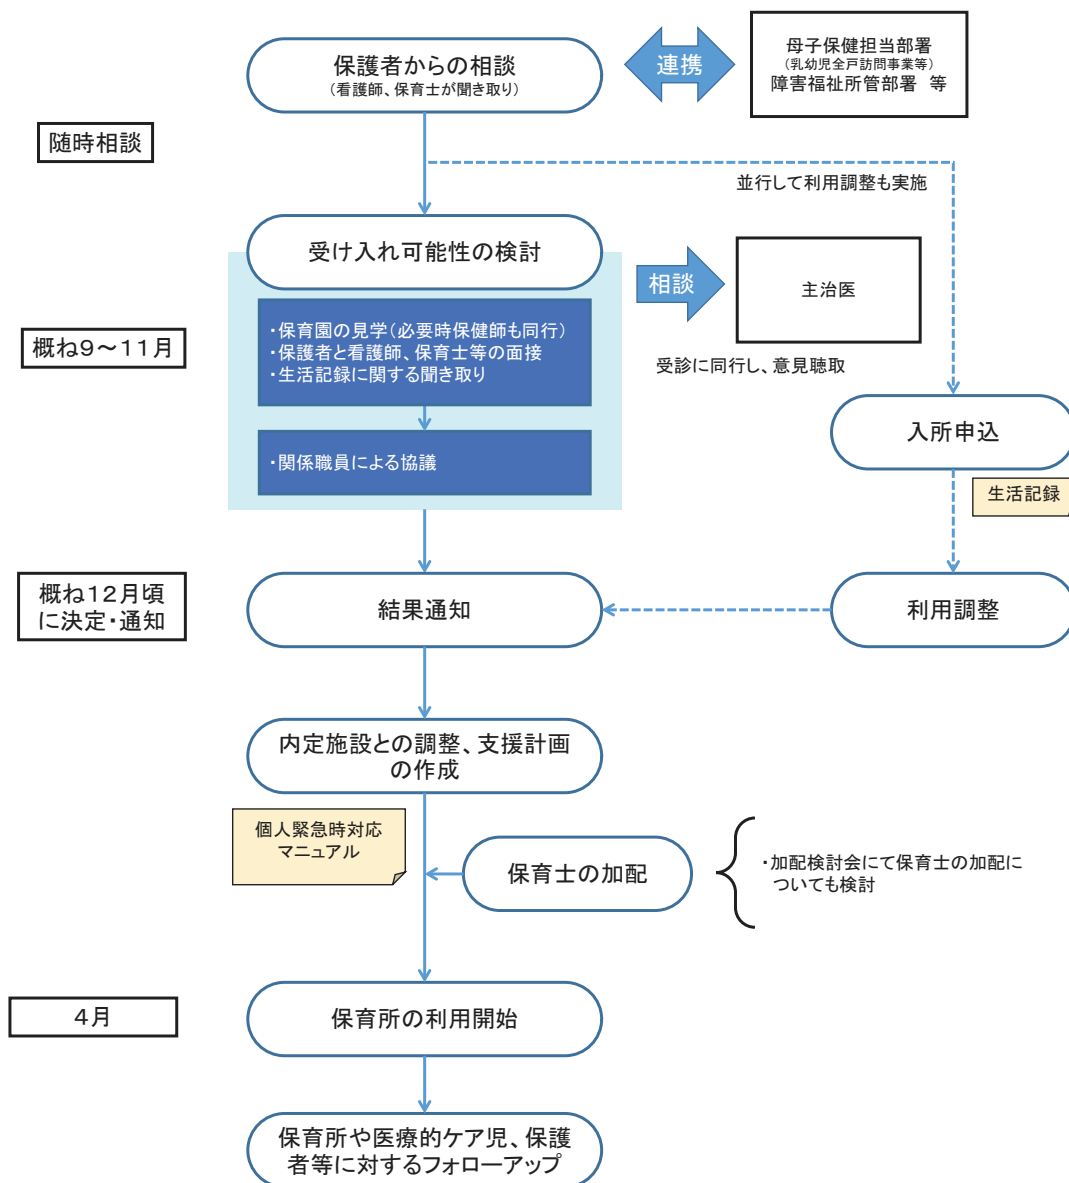 保護者からの相談
(看護師、保育士が聞き取り)
連携
母子保健担当部署
(乳幼児全戸訪問事業等)
障害福祉所管部署 等
随時相談
並行して利用調整も実施
受け入れ可能性の検討
相談
主治医
概ね9~11月
・保育園の見学(必要時保健師も同行)
・保護者と看護師、保育士等の面接
・生活記録に関する聞き取り
受診に同行し、意見聴取
入所申込
・関係職員による協議
生活記録
概ね12月頃
に決定・通知
結果通知
利用調整
内定施設との調整、支援計画
の作成
個人緊急時対応
マニュアル
保育士の加配
・加配検討会にて保育士の加配に
ついても検討
4月
保育所の利用開始
保育所や医療的ケア児、保護
者等に対するフォローアップ